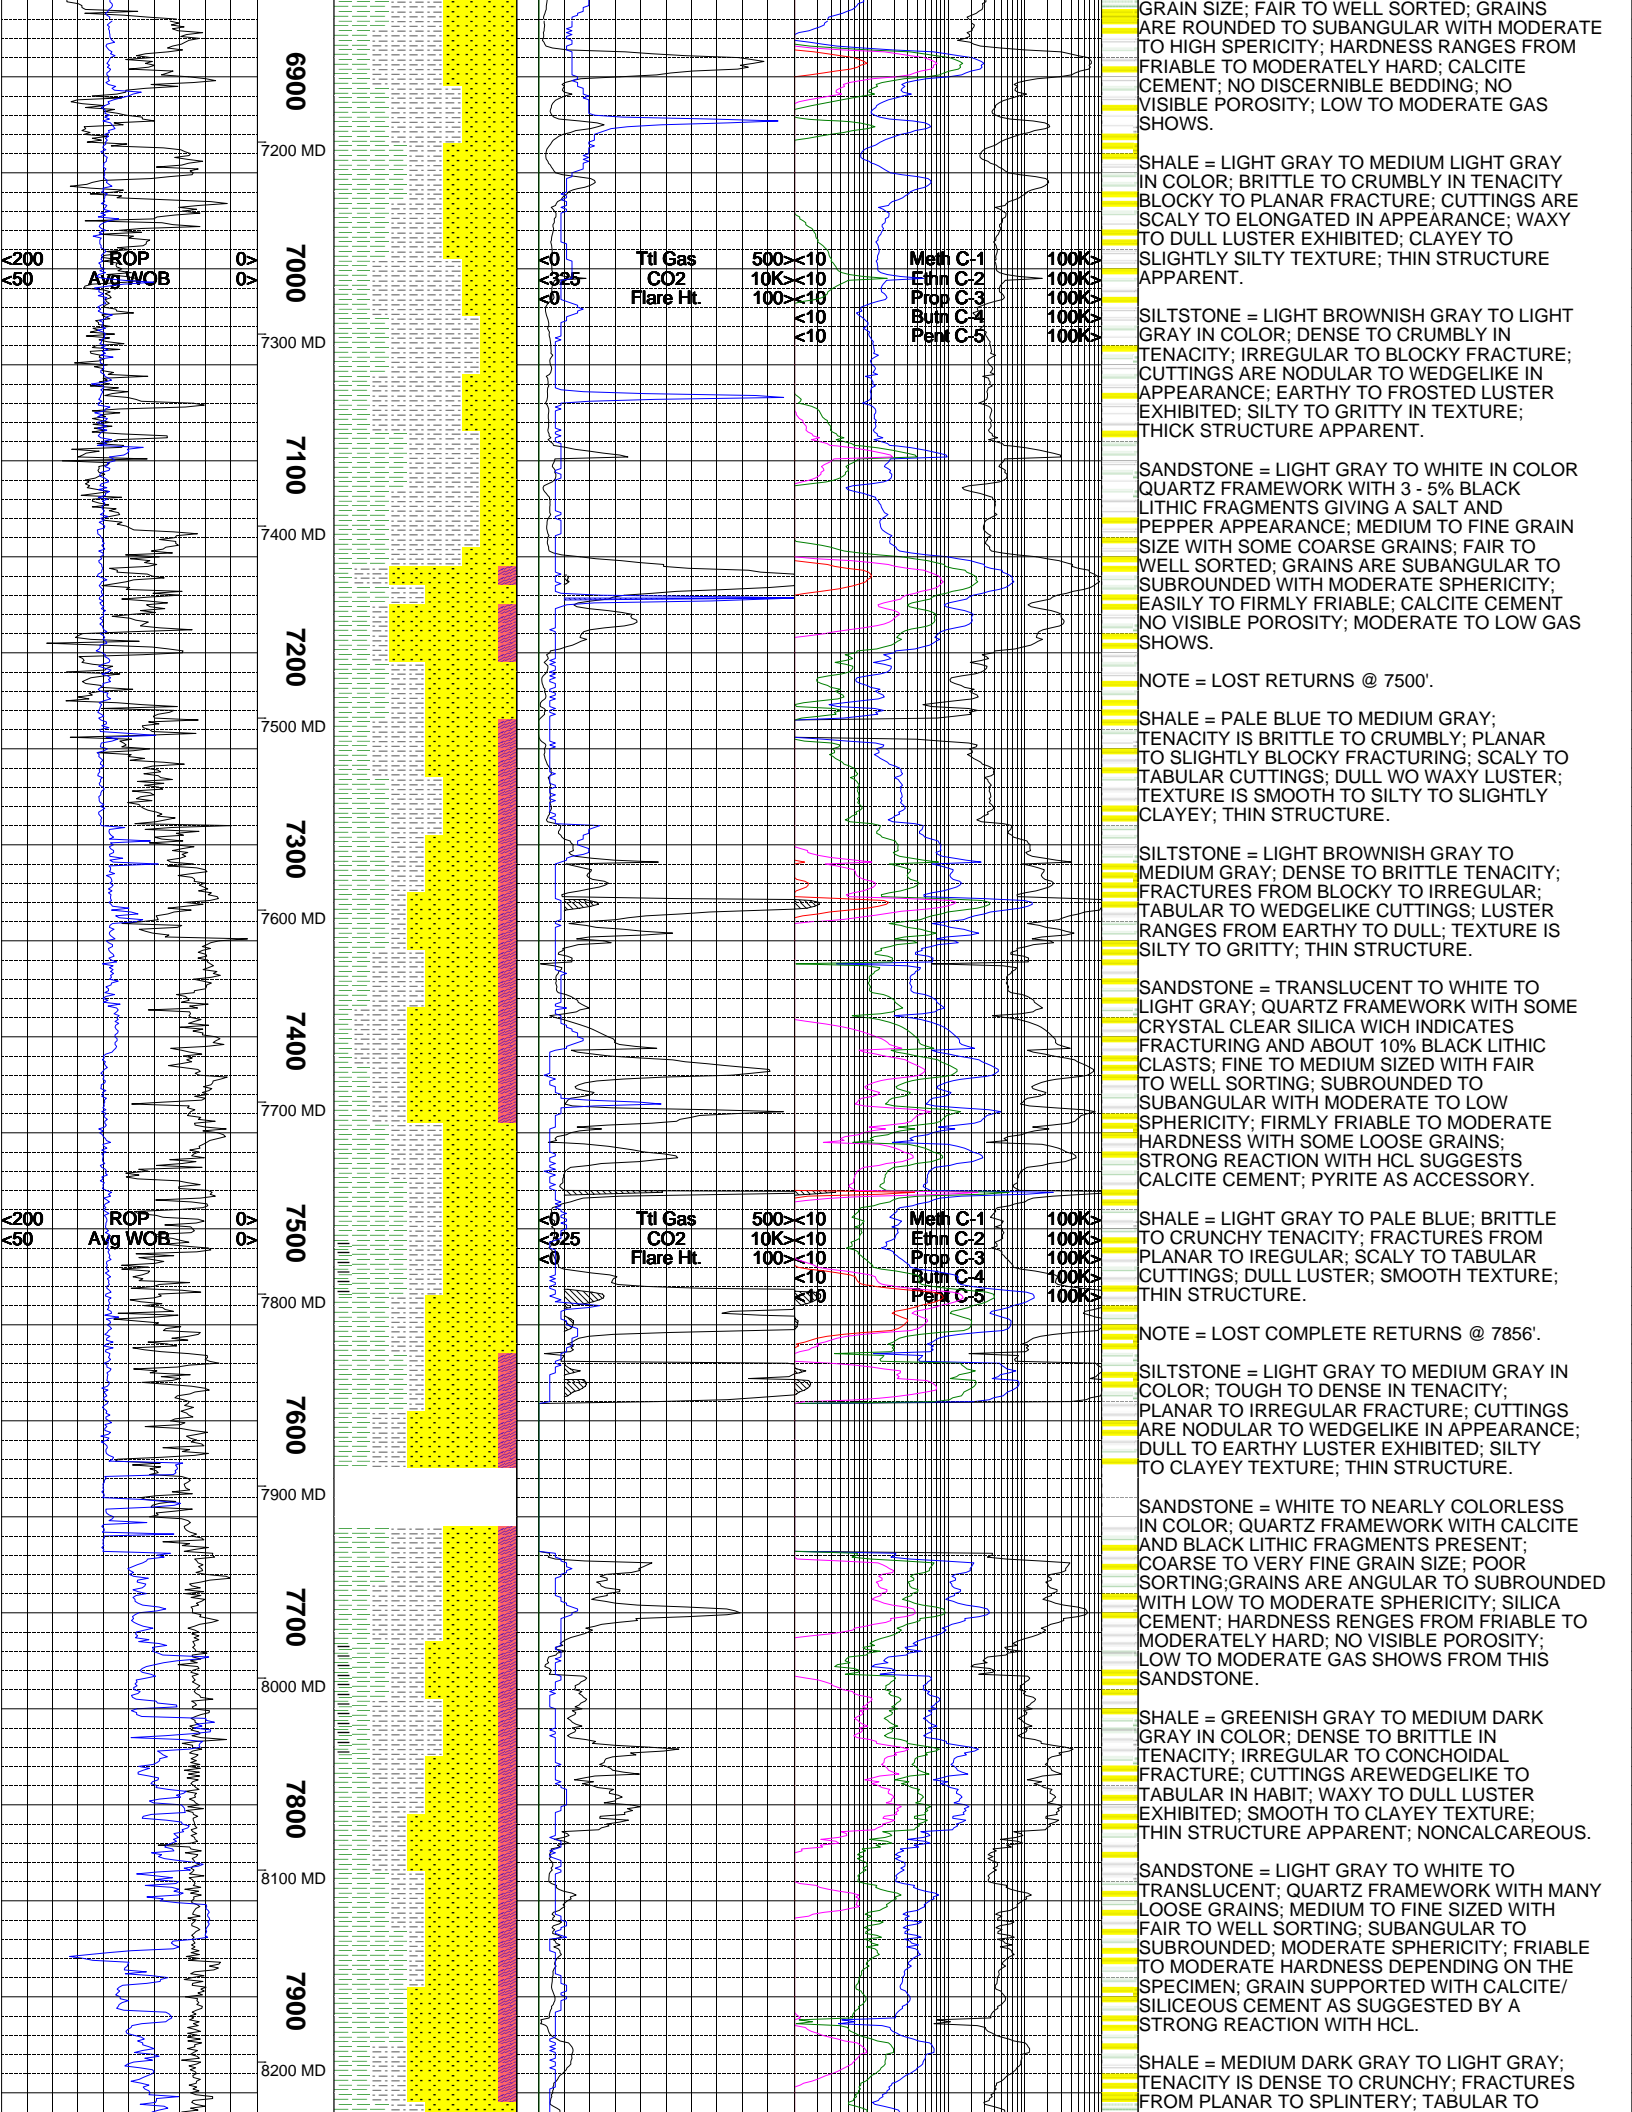 6900
7200 MD
<200 ROP 0>
<50 Avg WOB 0>
7000
<0 Ttl Gas 500>
<325 CO2 10K>
<0 Flare Ht. 100>
<10 Meth C-1 100K>
<10 Ethn C-2 100K>
<10 Prop C-3 100K>
<10 Butn C-4 100K>
<10 Pent C-5 100K>
7300 MD
7100
7400 MD
7200
7500 MD
7300
7600 MD
7400
7700 MD
<200 ROP 0>
<50 Avg WOB 0>
7500
<0 Ttl Gas 500>
<325 CO2 10K>
<0 Flare Ht. 100>
<10 Meth C-1 100K>
<10 Ethn C-2 100K>
<10 Prop C-3 100K>
<10 Butn C-4 100K>
<10 Pent C-5 100K>
7800 MD
7600
7900 MD
7700
8000 MD
7800
8100 MD
7900
8200 MD
GRAIN SIZE; FAIR TO WELL SORTED; GRAINS
ARE ROUNDED TO SUBANGULAR WITH MODERATE
TO HIGH SPERICITY; HARDNESS RANGES FROM
FRIABLE TO MODERATELY HARD; CALCITE
CEMENT; NO DISCERNIBLE BEDDING; NO
VISIBLE POROSITY; LOW TO MODERATE GAS
SHOWS.
SHALE = LIGHT GRAY TO MEDIUM LIGHT GRAY
IN COLOR; BRITTLE TO CRUMBLY IN TENACITY
BLOCKY TO PLANAR FRACTURE; CUTTINGS ARE
SCALY TO ELONGATED IN APPEARANCE; WAXY
TO DULL LUSTER EXHIBITED; CLAYEY TO
SLIGHTLY SILTY TEXTURE; THIN STRUCTURE
APPARENT.
SILTSTONE = LIGHT BROWNISH GRAY TO LIGHT
GRAY IN COLOR; DENSE TO CRUMBLY IN
TENACITY; IRREGULAR TO BLOCKY FRACTURE;
CUTTINGS ARE NODULAR TO WEDGELIKE IN
APPEARANCE; EARTHY TO FROSTED LUSTER
EXHIBITED; SILTY TO GRITTY IN TEXTURE;
THICK STRUCTURE APPARENT.
SANDSTONE = LIGHT GRAY TO WHITE IN COLOR
QUARTZ FRAMEWORK WITH 3 - 5% BLACK
LITHIC FRAGMENTS GIVING A SALT AND
PEPPER APPEARANCE; MEDIUM TO FINE GRAIN
SIZE WITH SOME COARSE GRAINS; FAIR TO
WELL SORTED; GRAINS ARE SUBANGULAR TO
SUBROUNDED WITH MODERATE SPHERICITY;
EASILY TO FIRMLY FRIABLE; CALCITE CEMENT
NO VISIBLE POROSITY; MODERATE TO LOW GAS
SHOWS.
NOTE = LOST RETURNS @ 7500'.
SHALE = PALE BLUE TO MEDIUM GRAY;
TENACITY IS BRITTLE TO CRUMBLY; PLANAR
TO SLIGHTLY BLOCKY FRACTURING; SCALY TO
TABULAR CUTTINGS; DULL WO WAXY LUSTER;
TEXTURE IS SMOOTH TO SILTY TO SLIGHTLY
CLAYEY; THIN STRUCTURE.
SILTSTONE = LIGHT BROWNISH GRAY TO
MEDIUM GRAY; DENSE TO BRITTLE TENACITY;
FRACTURES FROM BLOCKY TO IRREGULAR;
TABULAR TO WEDGELIKE CUTTINGS; LUSTER
RANGES FROM EARTHY TO DULL; TEXTURE IS
SILTY TO GRITTY; THIN STRUCTURE.
SANDSTONE = TRANSLUCENT TO WHITE TO
LIGHT GRAY; QUARTZ FRAMEWORK WITH SOME
CRYSTAL CLEAR SILICA WICH INDICATES
FRACTURING AND ABOUT 10% BLACK LITHIC
CLASTS; FINE TO MEDIUM SIZED WITH FAIR
TO WELL SORTING; SUBROUNDED TO
SUBANGULAR WITH MODERATE TO LOW
SPHERICITY; FIRMLY FRIABLE TO MODERATE
HARDNESS WITH SOME LOOSE GRAINS;
STRONG REACTION WITH HCL SUGGESTS
CALCITE CEMENT; PYRITE AS ACCESSORY.
SHALE = LIGHT GRAY TO PALE BLUE; BRITTLE
TO CRUNCHY TENACITY; FRACTURES FROM
PLANAR TO IREGULAR; SCALY TO TABULAR
CUTTINGS; DULL LUSTER; SMOOTH TEXTURE;
THIN STRUCTURE.
NOTE = LOST COMPLETE RETURNS @ 7856'.
SILTSTONE = LIGHT GRAY TO MEDIUM GRAY IN
COLOR; TOUGH TO DENSE IN TENACITY;
PLANAR TO IRREGULAR FRACTURE; CUTTINGS
ARE NODULAR TO WEDGELIKE IN APPEARANCE;
DULL TO EARTHY LUSTER EXHIBITED; SILTY
TO CLAYEY TEXTURE; THIN STRUCTURE.
SANDSTONE = WHITE TO NEARLY COLORLESS
IN COLOR; QUARTZ FRAMEWORK WITH CALCITE
AND BLACK LITHIC FRAGMENTS PRESENT;
COARSE TO VERY FINE GRAIN SIZE; POOR
SORTING;GRAINS ARE ANGULAR TO SUBROUNDED
WITH LOW TO MODERATE SPHERICITY; SILICA
CEMENT; HARDNESS RENGES FROM FRIABLE TO
MODERATELY HARD; NO VISIBLE POROSITY;
LOW TO MODERATE GAS SHOWS FROM THIS
SANDSTONE.
SHALE = GREENISH GRAY TO MEDIUM DARK
GRAY IN COLOR; DENSE TO BRITTLE IN
TENACITY; IRREGULAR TO CONCHOIDAL
FRACTURE; CUTTINGS AREWEDGELIKE TO
TABULAR IN HABIT; WAXY TO DULL LUSTER
EXHIBITED; SMOOTH TO CLAYEY TEXTURE;
THIN STRUCTURE APPARENT; NONCALCAREOUS.
SANDSTONE = LIGHT GRAY TO WHITE TO
TRANSLUCENT; QUARTZ FRAMEWORK WITH MANY
LOOSE GRAINS; MEDIUM TO FINE SIZED WITH
FAIR TO WELL SORTING; SUBANGULAR TO
SUBROUNDED; MODERATE SPHERICITY; FRIABLE
TO MODERATE HARDNESS DEPENDING ON THE
SPECIMEN; GRAIN SUPPORTED WITH CALCITE/
SILICEOUS CEMENT AS SUGGESTED BY A
STRONG REACTION WITH HCL.
SHALE = MEDIUM DARK GRAY TO LIGHT GRAY;
TENACITY IS DENSE TO CRUNCHY; FRACTURES
FROM PLANAR TO SPLINTERY; TABULAR TO